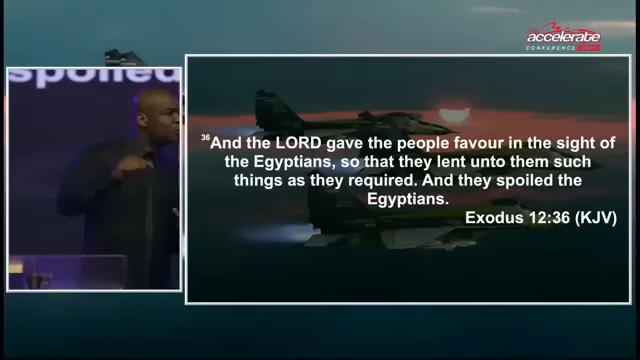 accelerate
CONFERENCE
spoiled
36And the LORD gave the people favour in the sight of
the Egyptians, so that they lent unto them such
things as they required. And they spoiled the
Egyptians.
Exodus 12:36 (KJV)